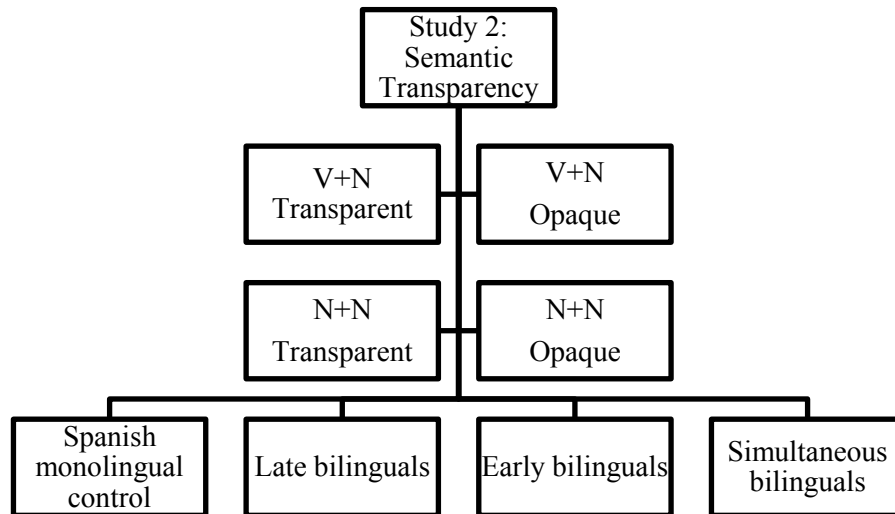 Study 2:
Semantic
Transparency
V+N
Transparent
V+N
Opaque
N+N
Transparent
N+N
Opaque
Spanish
monolingual
control
Late bilinguals
Early bilinguals
Simultaneous
bilinguals